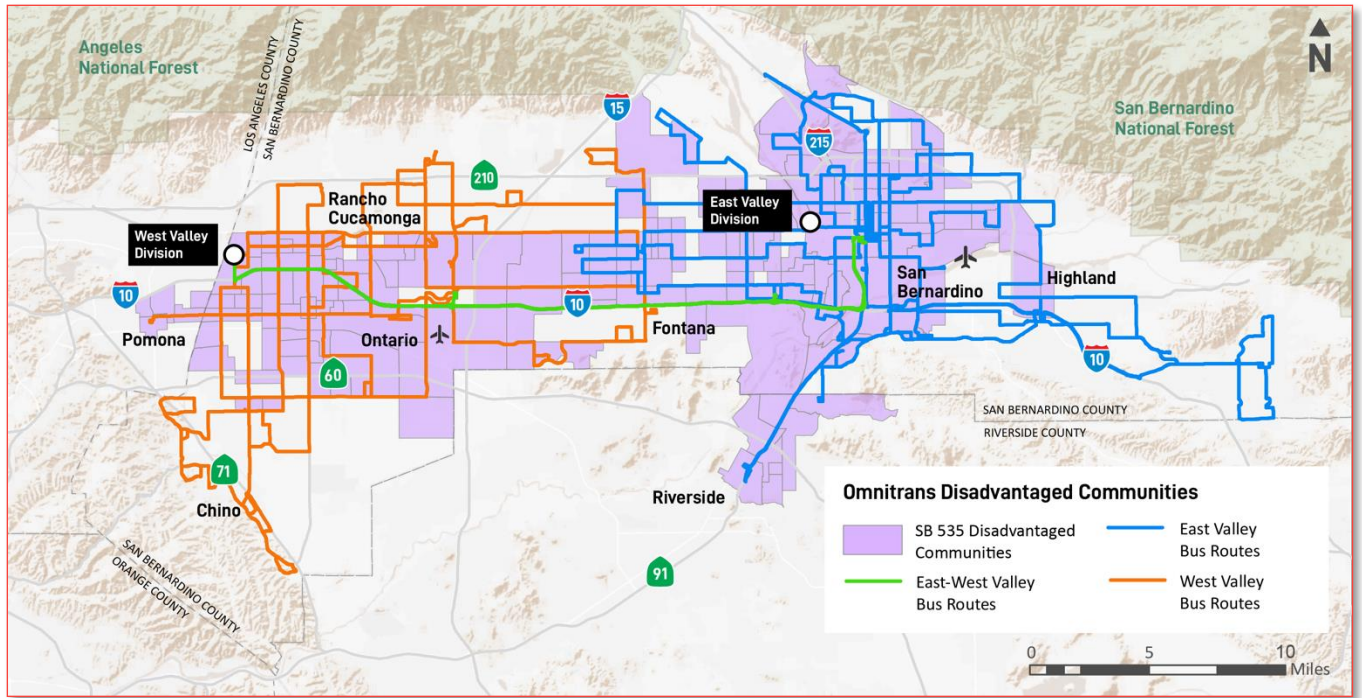 Angeles
National Forest
LOS ANGELES COUNTY
SAN BERNARDINO COUNTY
N
15
San Bernardino
National Forest
215
210
Rancho
Cucamonga
East Valley
Division
West Valley
Division
San
Bernardino
Highland
10
10
Pomona
Ontario
Fontana
60
10
SAN BERNARDINO COUNTY
RIVERSIDE COUNTY
71
Chino
Riverside
SAN BERNARDINO COUNTY
ORANGE COUNTY
91
Omnitrans Disadvantaged Communities
SB 535 Disadvantaged
Communities
East Valley
Bus Routes
East-West Valley
Bus Routes
West Valley
Bus Routes
0 5 10
Miles